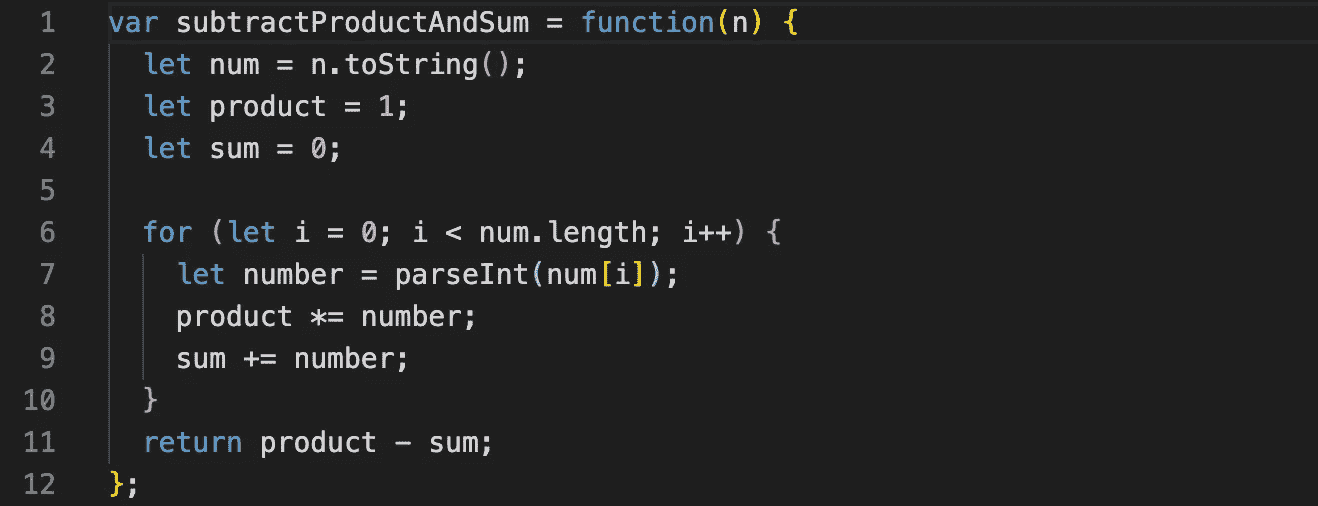 1 var subtractProductAndSum = function(n) {
2   let num = n.toString();
3   let product = 1;
4   let sum = 0;
5
6   for (let i = 0; i < num.length; i++) {
7     let number = parseInt(num[i]);
8     product *= number;
9     sum += number;
10   }
11   return product - sum;
12 };